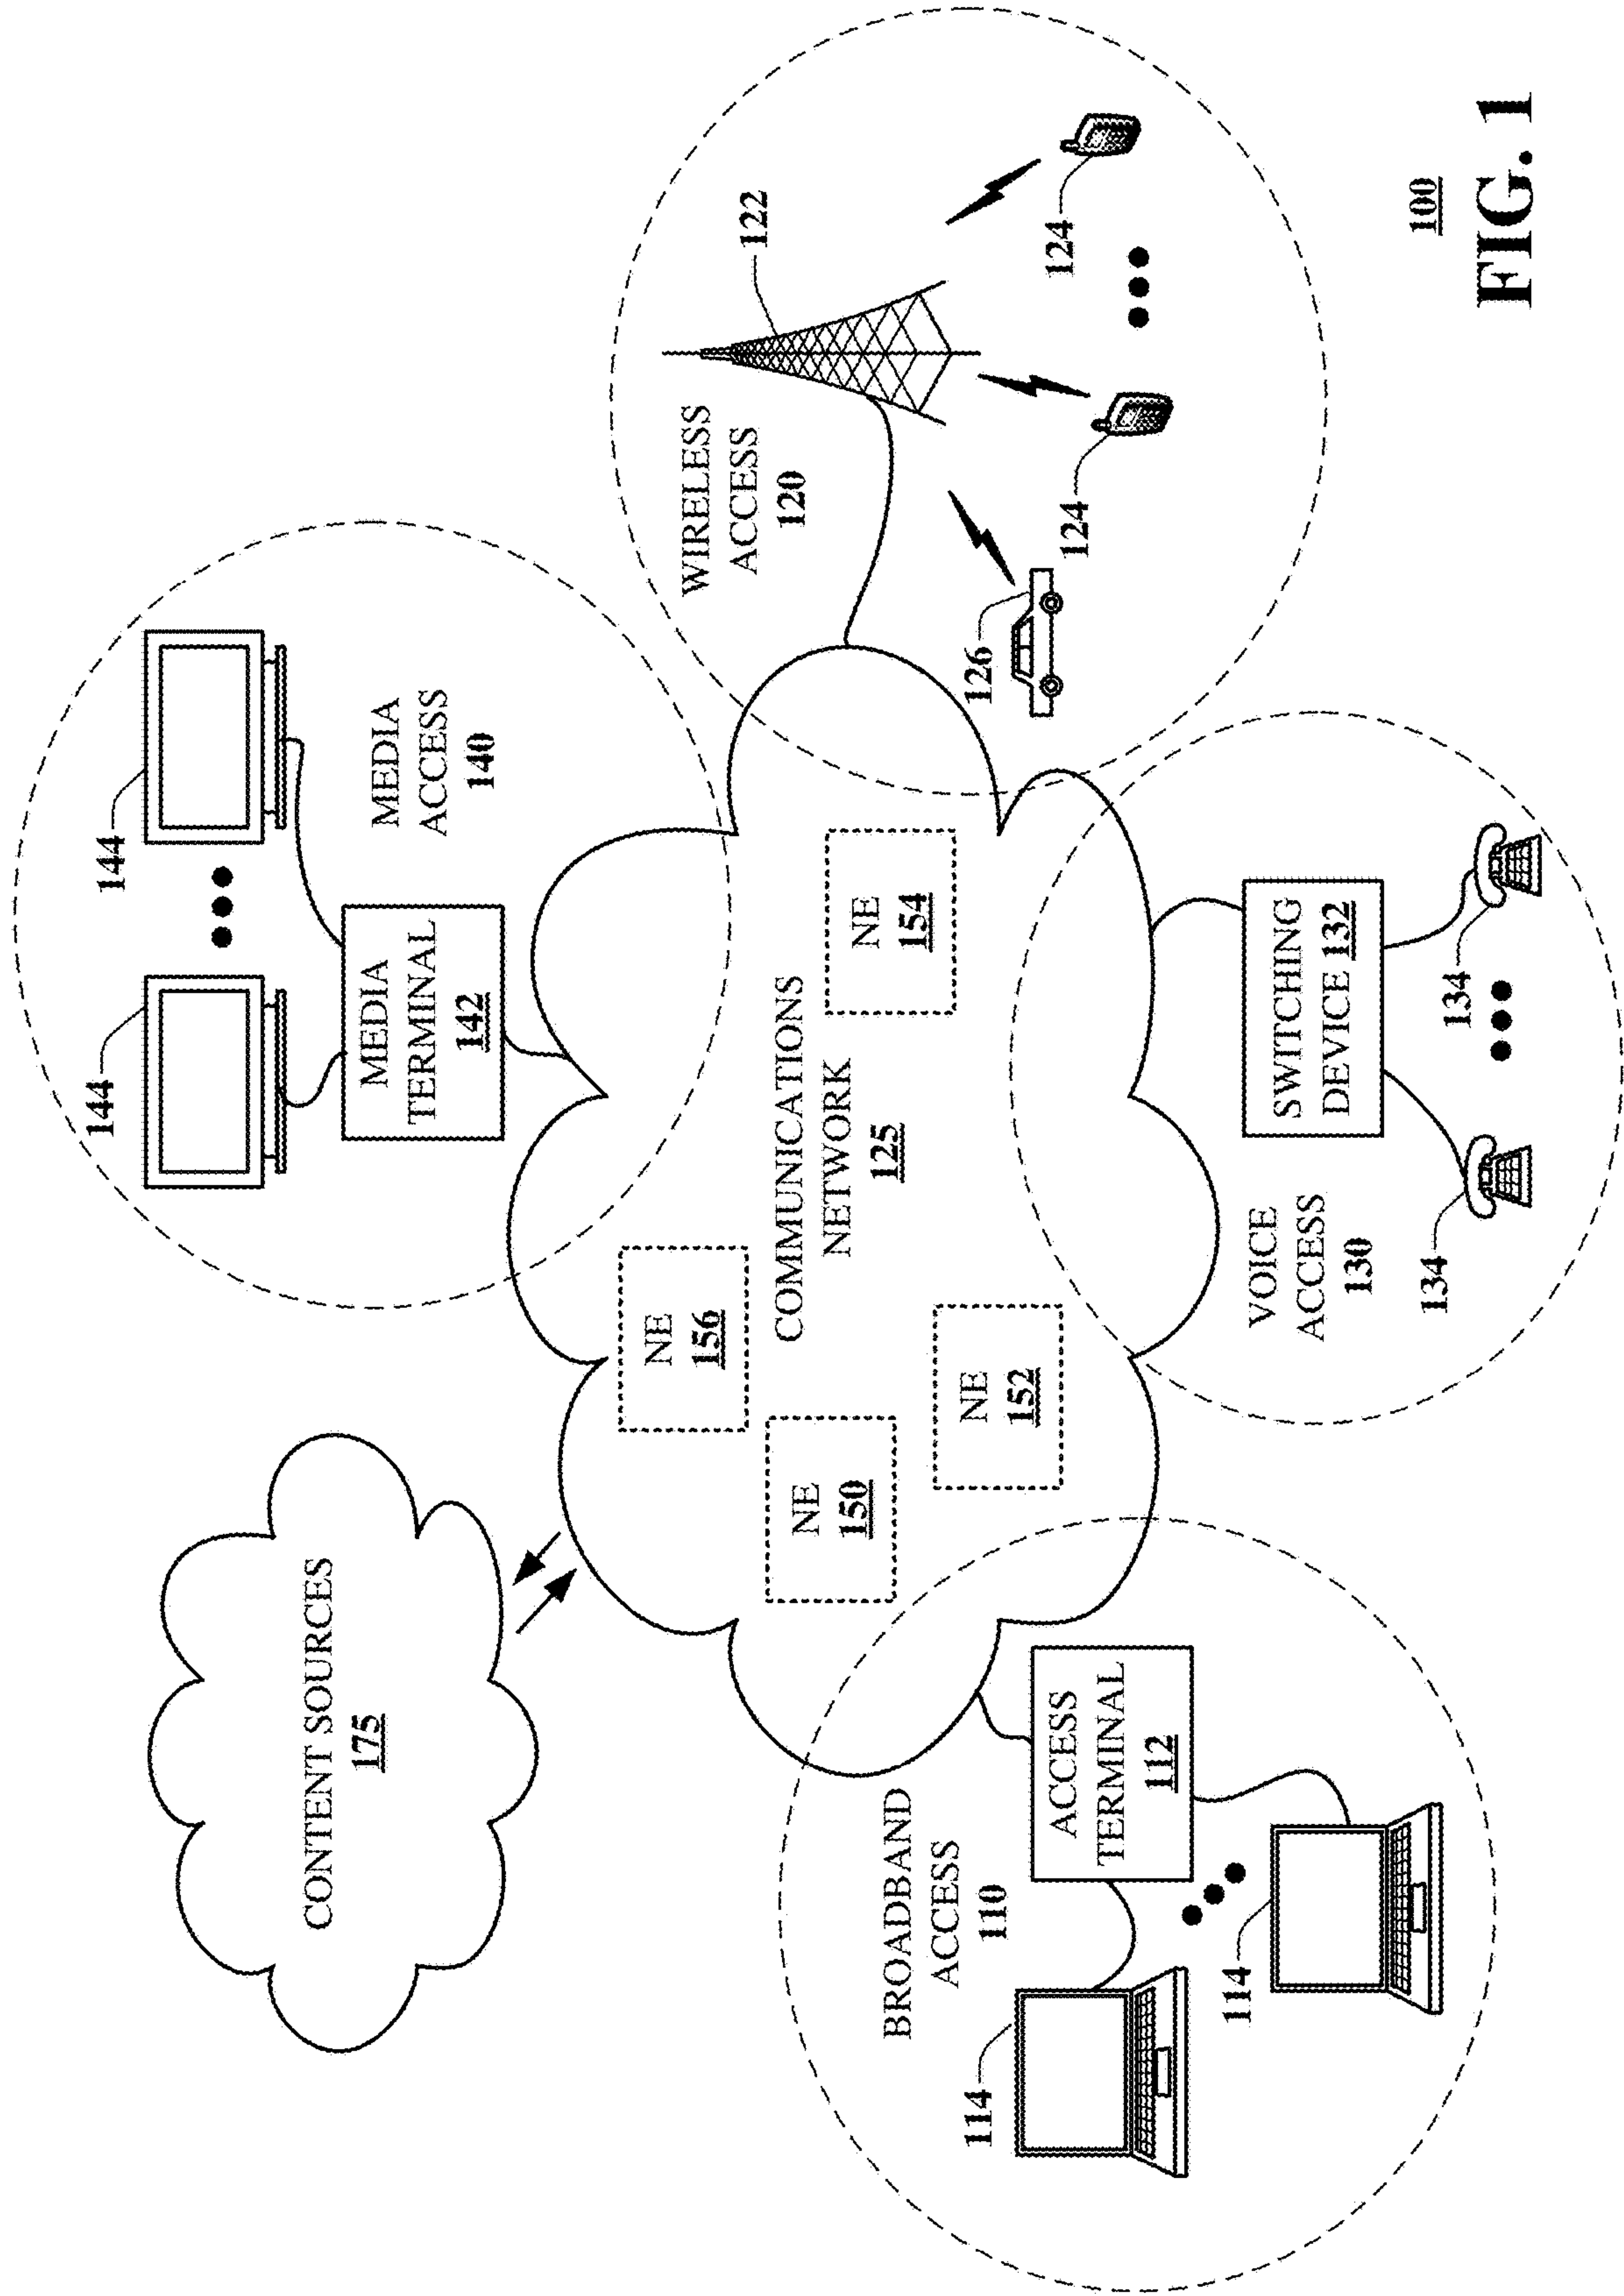 CONTENT SOURCES
175
144
144
MEDIA
TERMINAL
142
MEDIA
ACCESS
140
NE
156
NE
150
NE
152
NE
154
COMMUNICATIONS
NETWORK
125
WIRELESS
ACCESS
120
122
124
124
126
BROADBAND
ACCESS
110
ACCESS
TERMINAL
112
114
114
VOICE
ACCESS
130
SWITCHING
DEVICE 132
134
134
100
FIG. 1